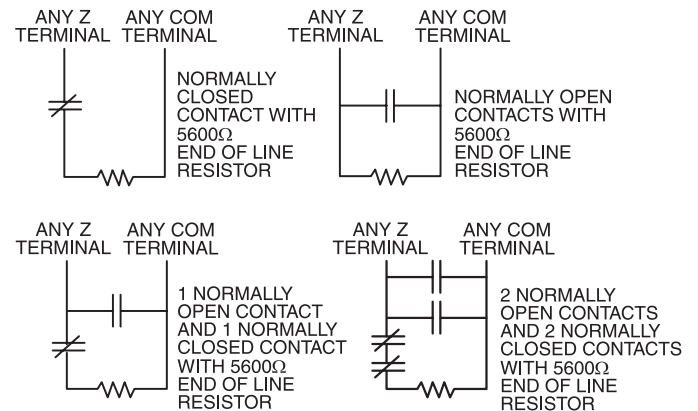 ANY Z
TERMINAL
ANY COM
TERMINAL
NORMALLY
CLOSED
CONTACT WITH
5600Ω
END OF LINE
RESISTOR
ANY Z
TERMINAL
ANY COM
TERMINAL
NORMALLY OPEN
CONTACTS WITH
5600Ω
END OF LINE
RESISTOR
ANY Z
TERMINAL
ANY COM
TERMINAL
1 NORMALLY
OPEN CONTACT
AND 1 NORMALLY
CLOSED CONTACT
WITH 5600Ω
END OF LINE
RESISTOR
ANY Z
TERMINAL
ANY COM
TERMINAL
2 NORMALLY
OPEN CONTACTS
AND 2 NORMALLY
CLOSED CONTACTS
WITH 5600Ω
END OF LINE
RESISTOR